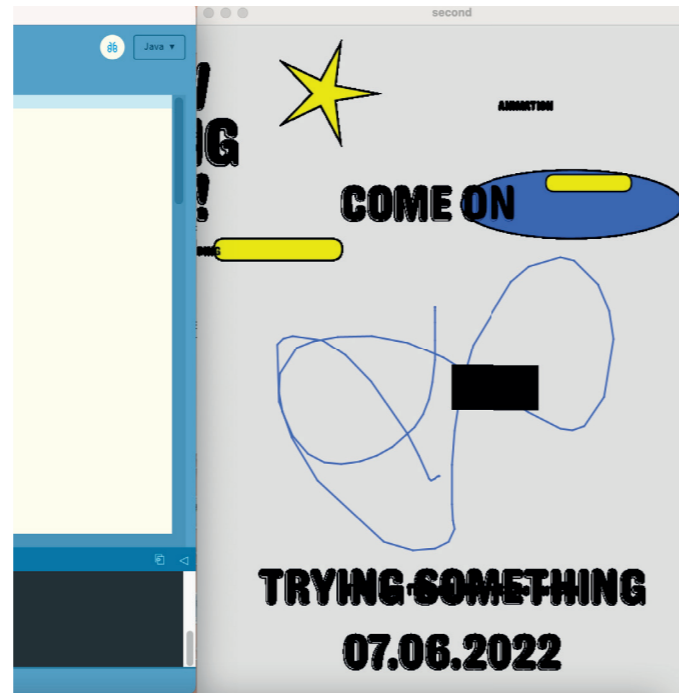 second
Java
ANIMATION
COME ON
TRYING SOMETHING
07.06.2022